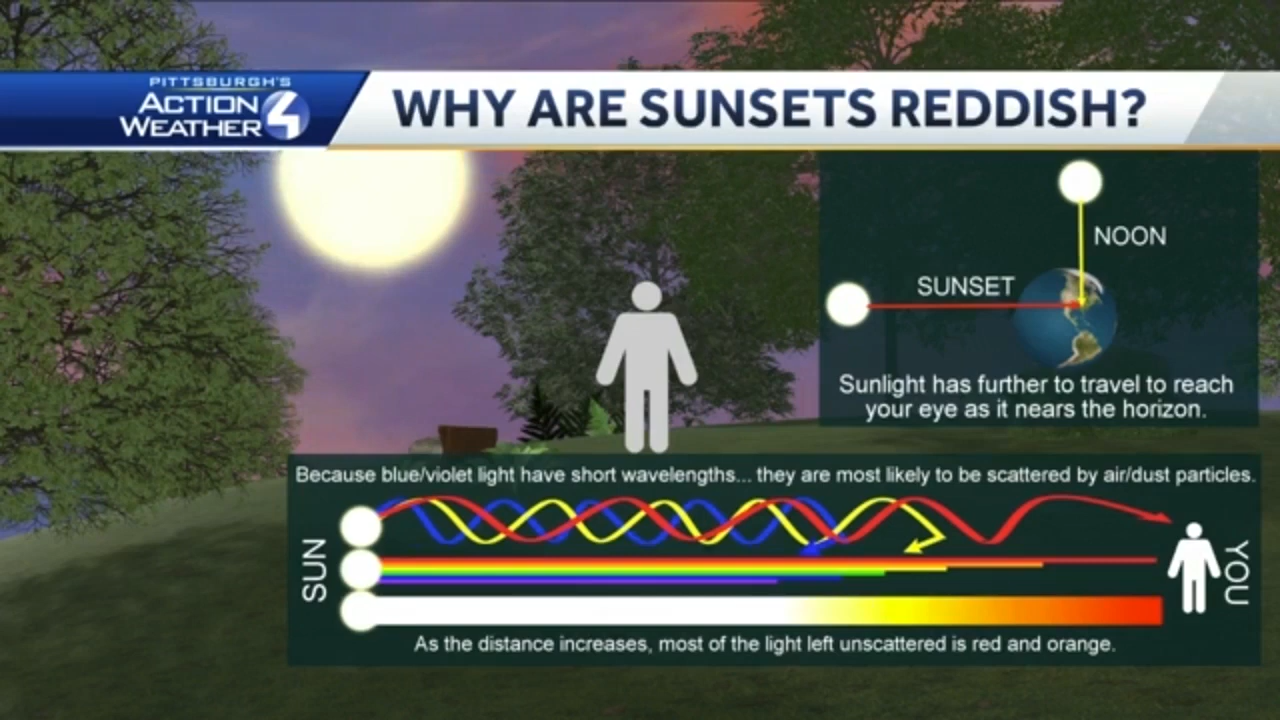 PITTSBURGH'S
ACTION
WEATHER 4
WHY ARE SUNSETS REDDISH?
NOON
SUNSET
Sunlight has further to travel to reach
your eye as it nears the horizon.
Because blue/violet light have short wavelengths... they are most likely to be scattered by air/dust particles.
SUN
YOU
As the distance increases, most of the light left unscattered is red and orange.